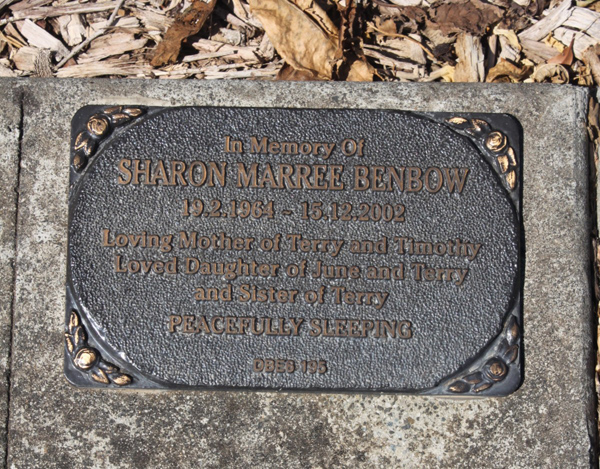 In Memory Of
SHARON MARREE BENBOW
19.2.1964 - 15.12.2002
Loving Mother of Terry and Timothy
Loved Daughter of June and Terry
and Sister of Terry
PEACEFULLY SLEEPING
195